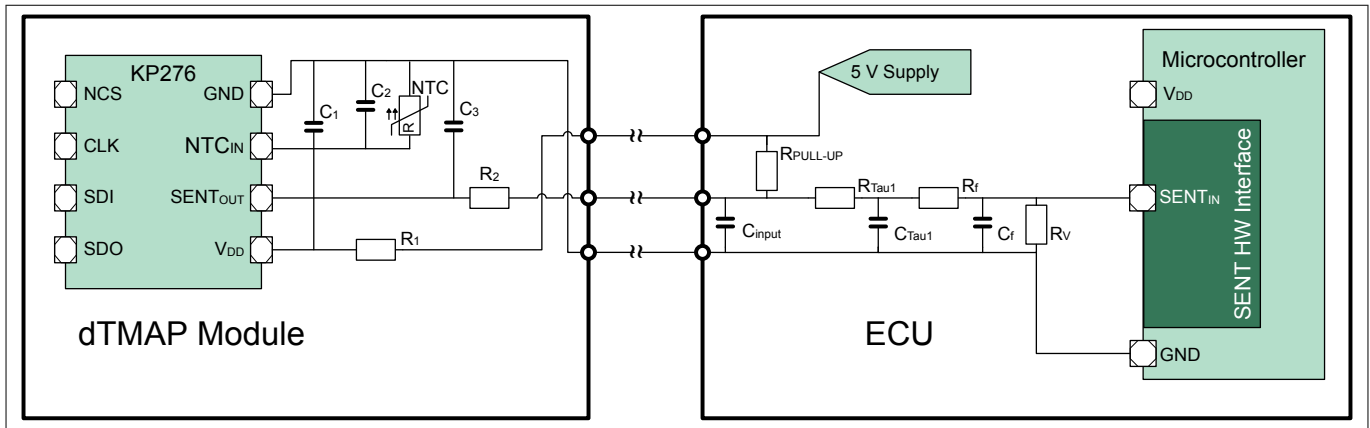 KP276
NCS
GND
CLK
NTCIN
SDI
SENTOUT
SDO
VDD
C1
C2
NTC
R
C3
R2
R1
dTMAP Module
5 V Supply
RPULL-UP
RTau1
Rf
Cinput
CTau1
Cf
RV
ECU
Microcontroller
VDD
SENTIN
SENT HW Interface
GND